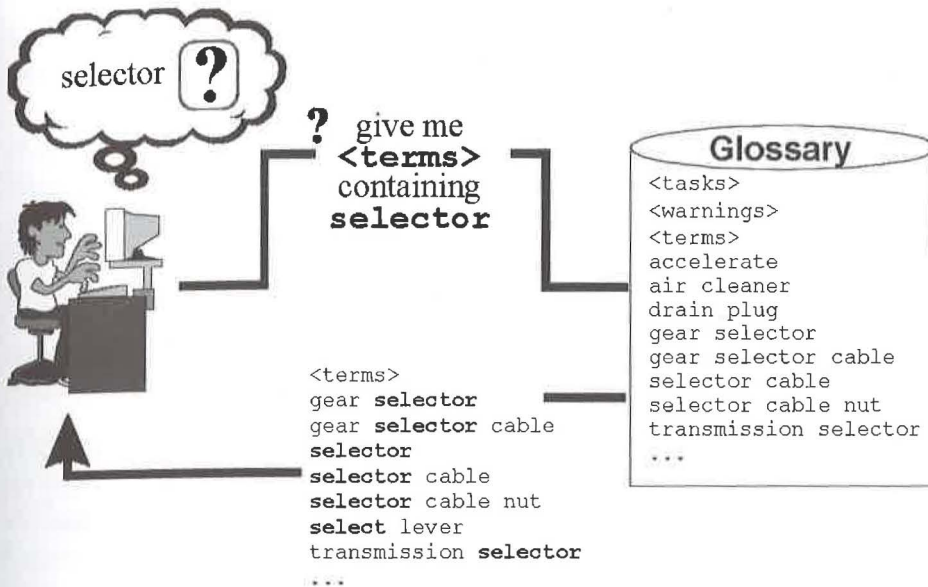 selector ?
? give me
<terms>
containing
selector
Glossary
<tasks>
<warnings>
<terms>
accelerate
air cleaner
drain plug
gear selector
gear selector cable
selector cable
selector cable nut
transmission selector
...
<terms>
gear selector
gear selector cable
selector
selector cable
selector cable nut
select lever
transmission selector
...